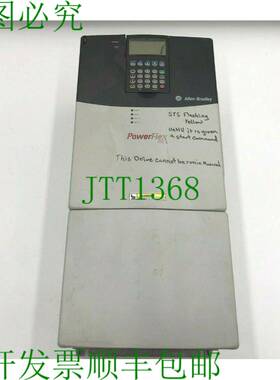 图必究
Allen-Bradley
STS Flashing
Yellow
Until it is given
a start command
PowerFlex
This Drive cannot be run in Manual
JTT1368
开发票顺丰包邮